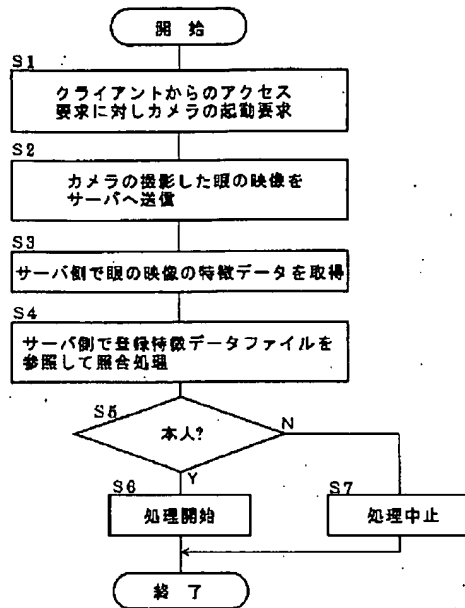 開始
S1
クライアントからのアクセス
要求に対しカメラの起動要求
S2
カメラの撮影した眼の映像を
サーバへ送信
S3
サーバ側で眼の映像の特徴データを取得
S4
サーバ側で登録特徴データファイルを
参照して照合処理
S5
本人?
N
Y
S6
処理開始
S7
処理中止
終了